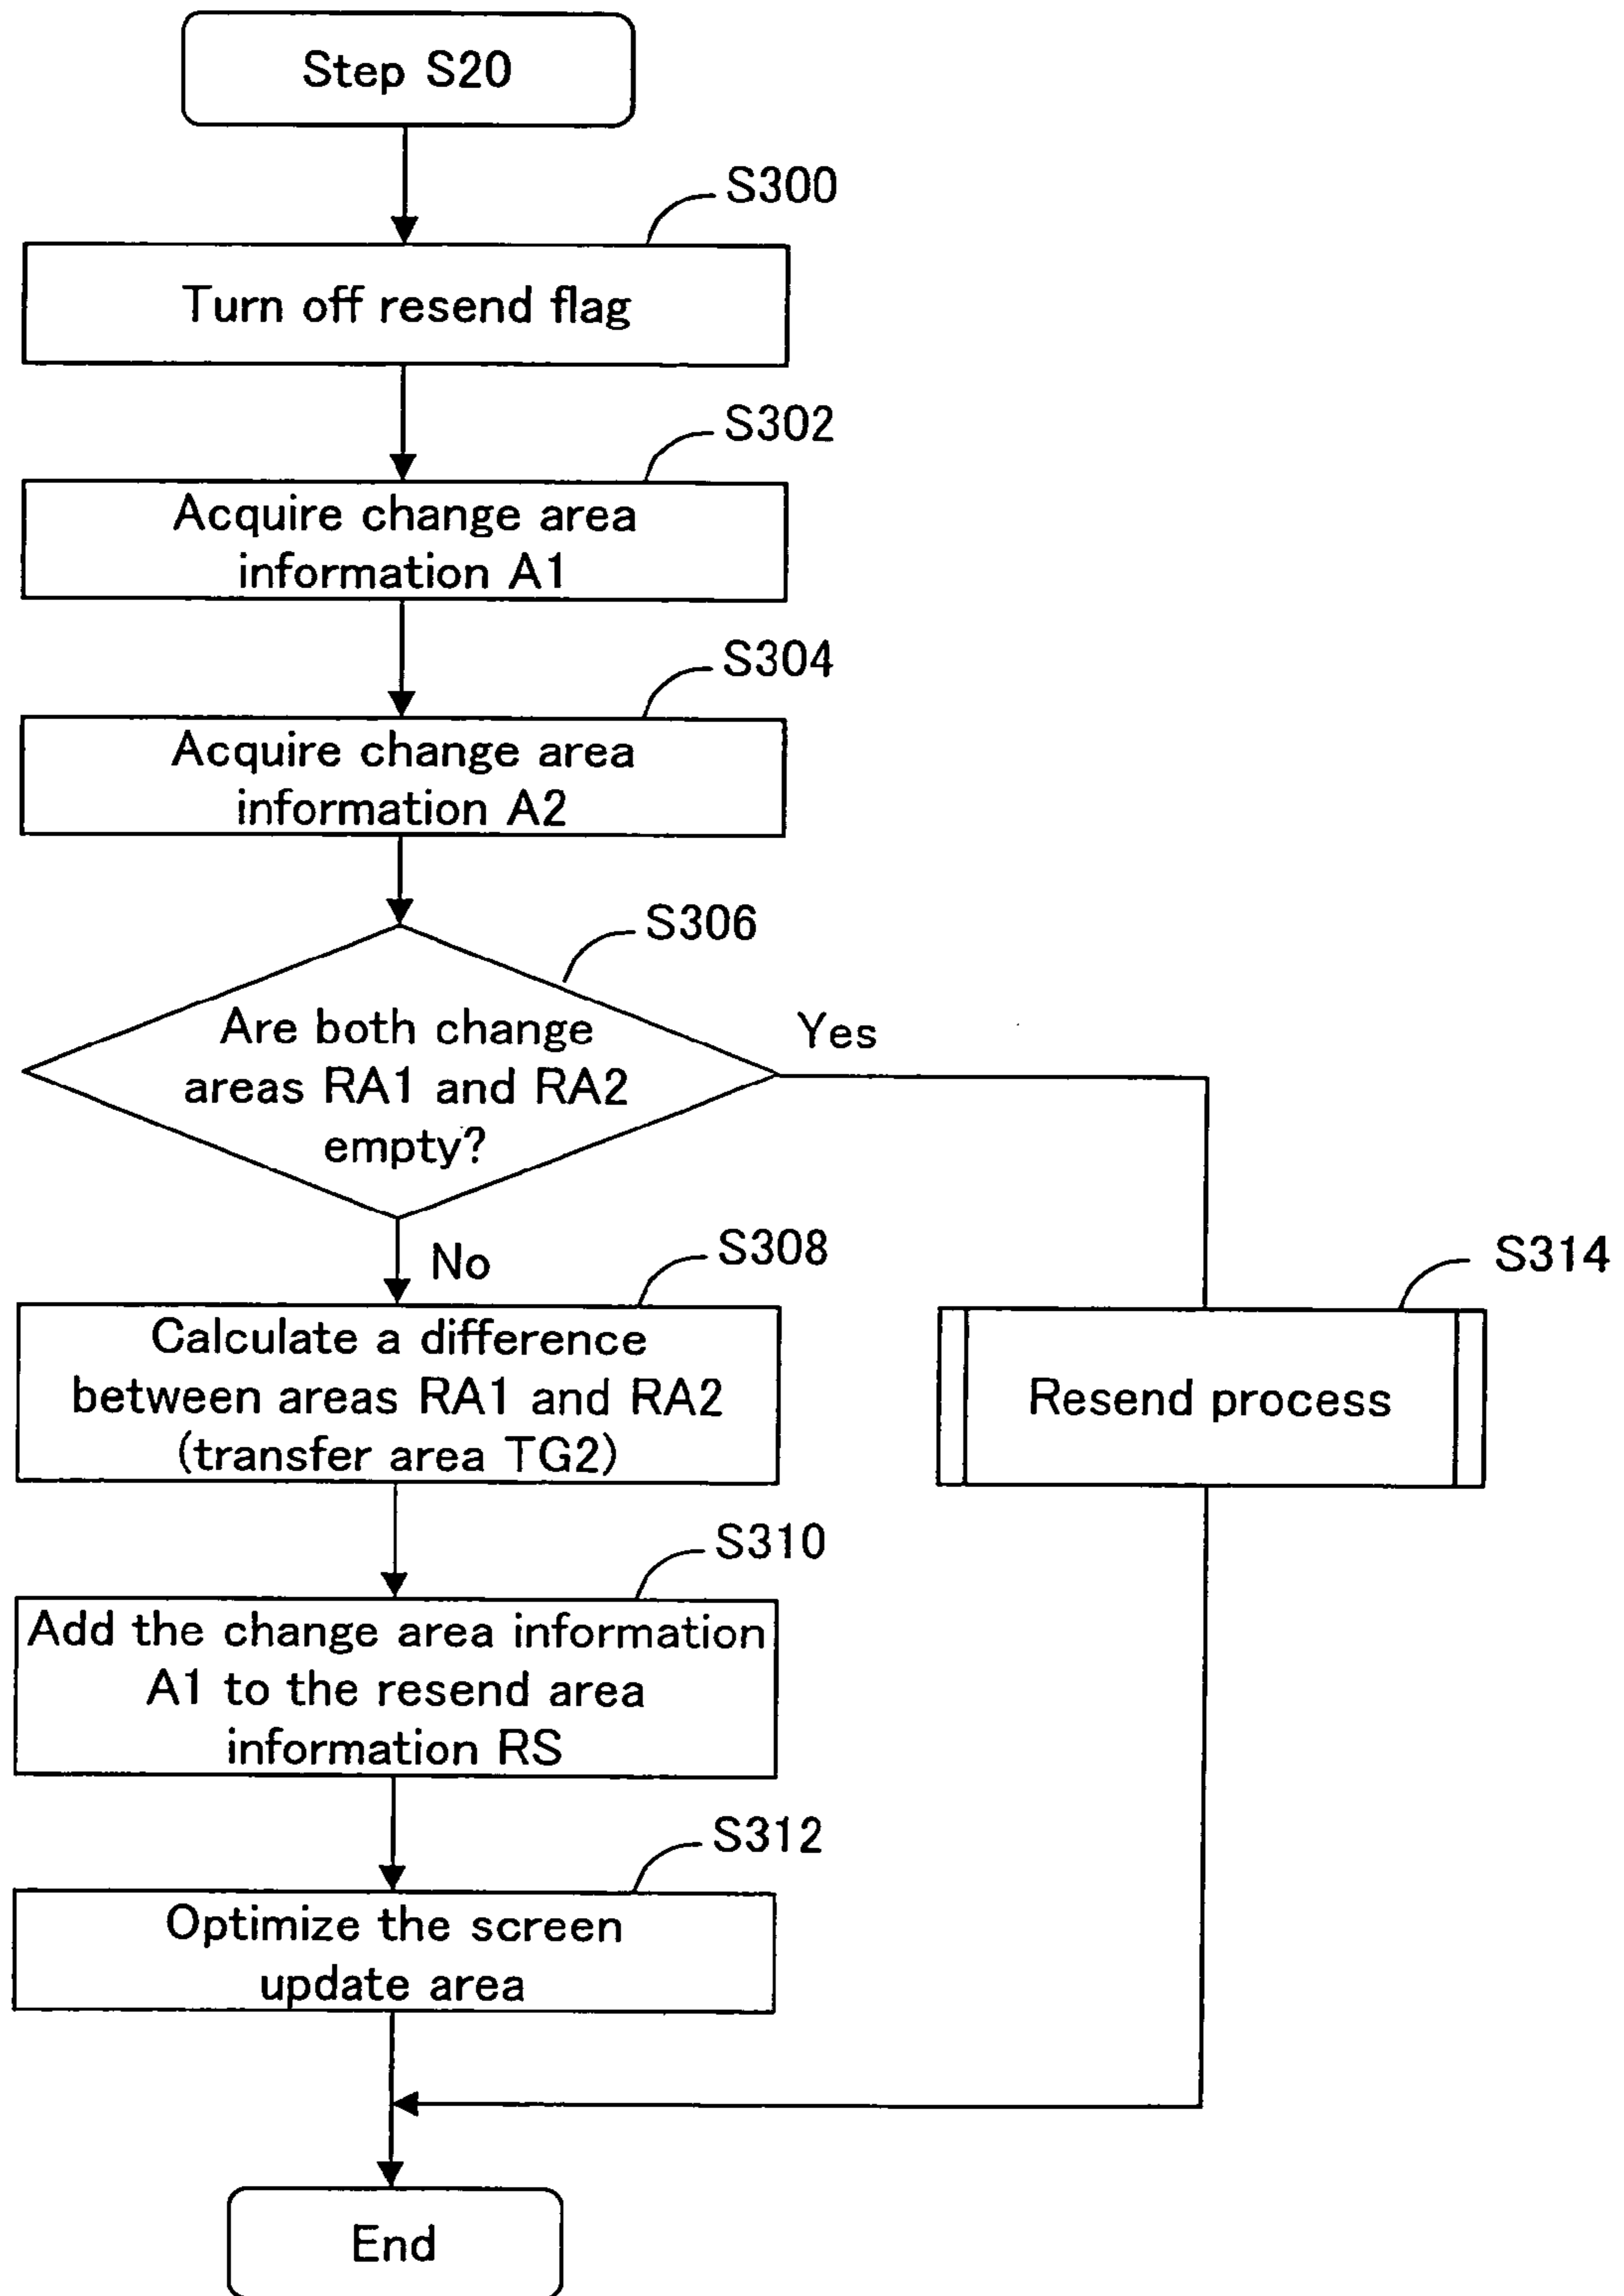 Step S20
S300
Turn off resend flag
S302
Acquire change area
information A1
S304
Acquire change area
information A2
S306
Are both change
areas RA1 and RA2
empty?
Yes
No
S308
Calculate a difference
between areas RA1 and RA2
(transfer area TG2)
S314
Resend process
S310
Add the change area information
A1 to the resend area
information RS
S312
Optimize the screen
update area
End